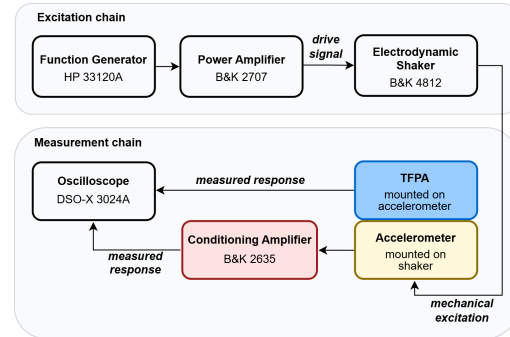 Excitation chain
Function Generator
HP 33120A
Power Amplifier
B&K 2707
drive
signal
Electrodynamic
Shaker
B&K 4812
Measurement chain
Oscilloscope
DSO-X 3024A
measured response
TFPA
mounted on
accelerometer
measured
response
Conditioning Amplifier
B&K 2635
Accelerometer
mounted on
shaker
mechanical
excitation